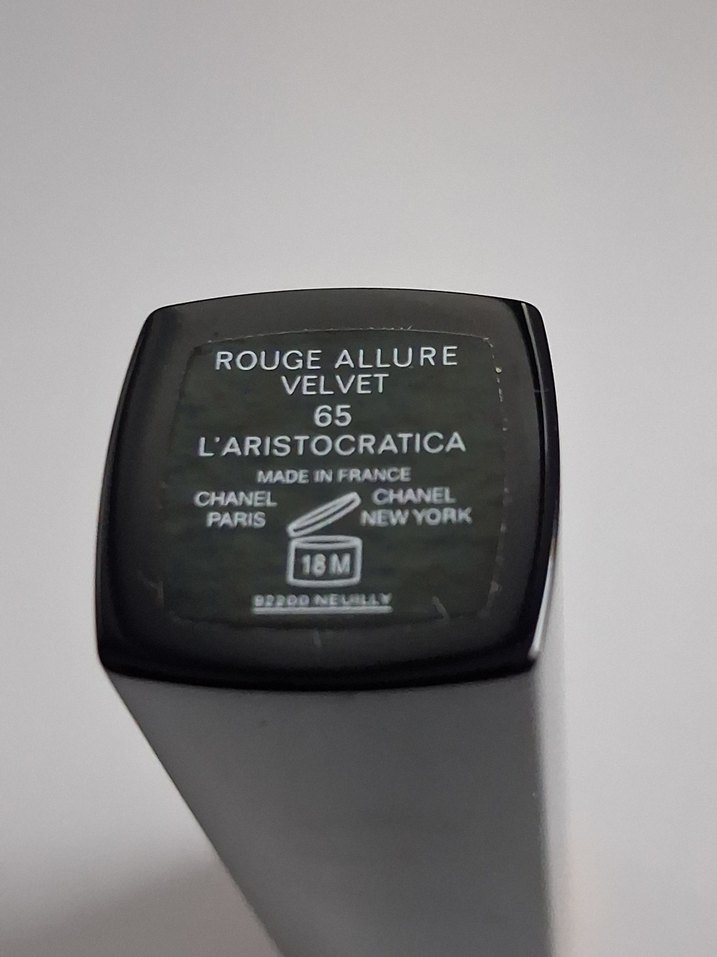 ROUGE ALLURE
VELVET
65
L'ARISTOCRATICA
MADE IN FRANCE
CHANEL CHANEL
PARIS NEW YORK
18 M
92200 NEUILLY